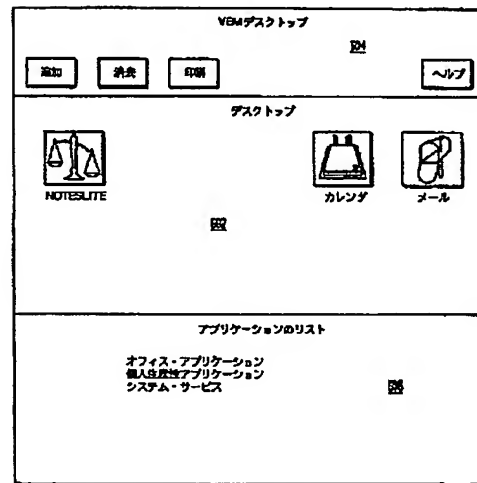 デスクトップ
追加 消去 印刷 ヘルプ
デスクトップ
NOTESLITE カレンダ メール
アプリケーションのリスト
オフィス・アプリケーション
個人生産性アプリケーション
システム・サービス